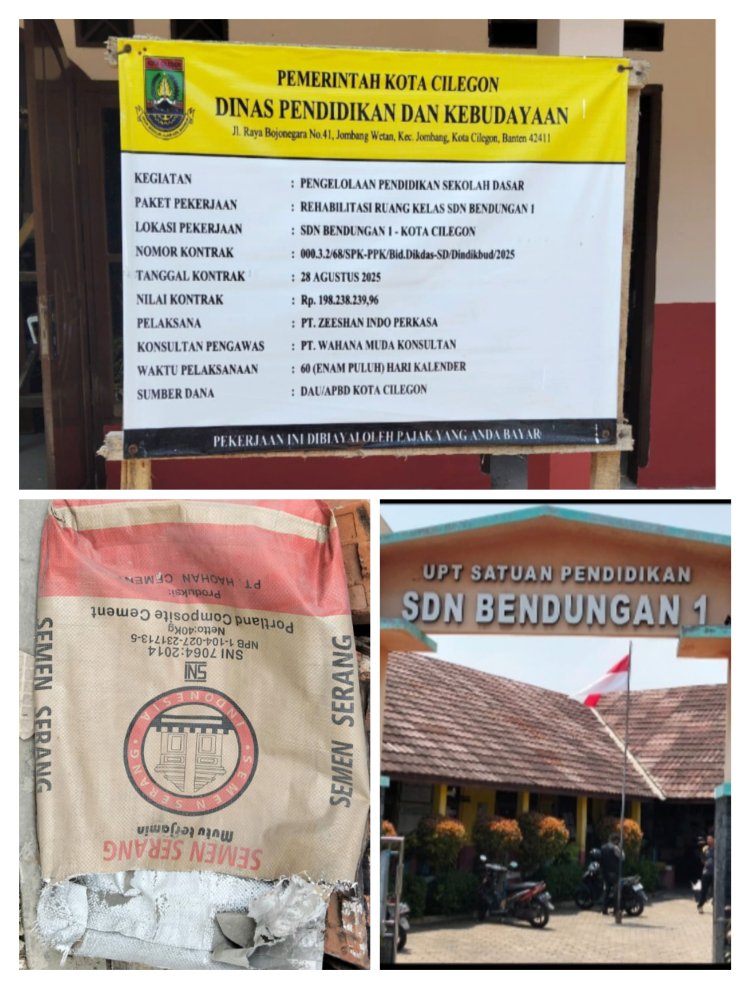 PEMERINTAH KOTA CILEGON
DINAS PENDIDIKAN DAN KEBUDAYAAN
Jl. Raya Bojonegara No.41, Jombang Wetan, Kec. Jombang, Kota Cilegon, Banten 42411
KEGIATAN : PENGELOLAAN PENDIDIKAN SEKOLAH DASAR
PAKET PEKERJAAN : REHABILITASI RUANG KELAS SDN BENDUNGAN 1
LOKASI PEKERJAAN : SDN BENDUNGAN 1 - KOTA CILEGON
NOMOR KONTRAK : 000.3.2/68/SPK-PPK/Bid.Dikdas-SD/Dindikbud/2025
TANGGAL KONTRAK : 28 AGUSTUS 2025
NILAI KONTRAK : Rp. 198.238.239,96
PELAKSANA : PT. ZEESHAN INDO PERKASA
KONSULTAN PENGAWAS : PT. WAHANA MUDA KONSULTAN
WAKTU PELAKSANAAN : 60 (ENAM PULUH) HARI KALENDER
SUMBER DANA : DAU/APBD KOTA CILEGON
PEKERJAAN INI DIBIAYAI OLEH PAJAK YANG ANDA BAYAR
SEMEN SERANG
Mutu terjamin
SEMEN SERANG
INDONESIA
SNI
SNI 7064:2014
NPB 1-104-027-231713-5
Netto:40Kg
Portland Composite Cement
Produksi:
PT. HAOHAN CEMEN
SEMEN SERANG
SEMEN SERANG
UPT SATUAN PENDIDIKAN
SDN BENDUNGAN 1